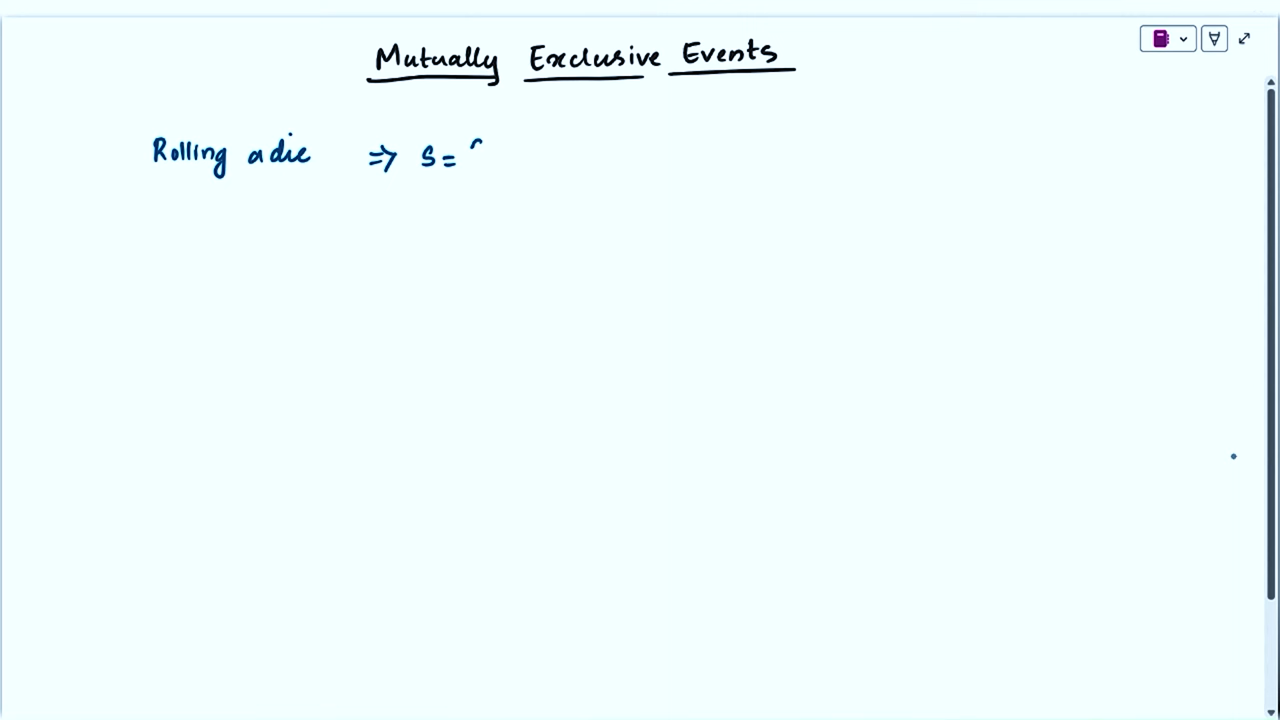 Mutually Exclusive Events
Rolling a die ⇒ S =